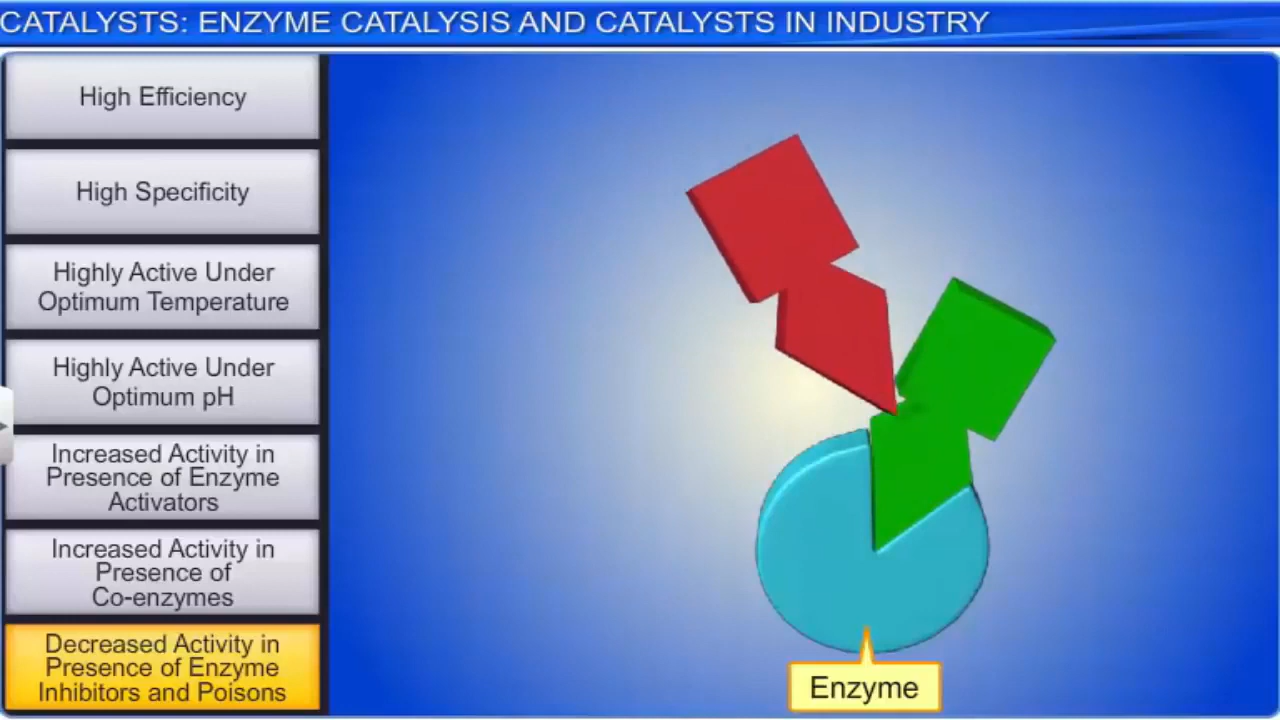 CATALYSTS: ENZYME CATALYSIS AND CATALYSTS IN INDUSTRY
High Efficiency
High Specificity
Highly Active Under
Optimum Temperature
Highly Active Under
Optimum pH
Increased Activity in
Presence of Enzyme
Activators
Increased Activity in
Presence of
Co-enzymes
Decreased Activity in
Presence of Enzyme
Inhibitors and Poisons
Enzyme